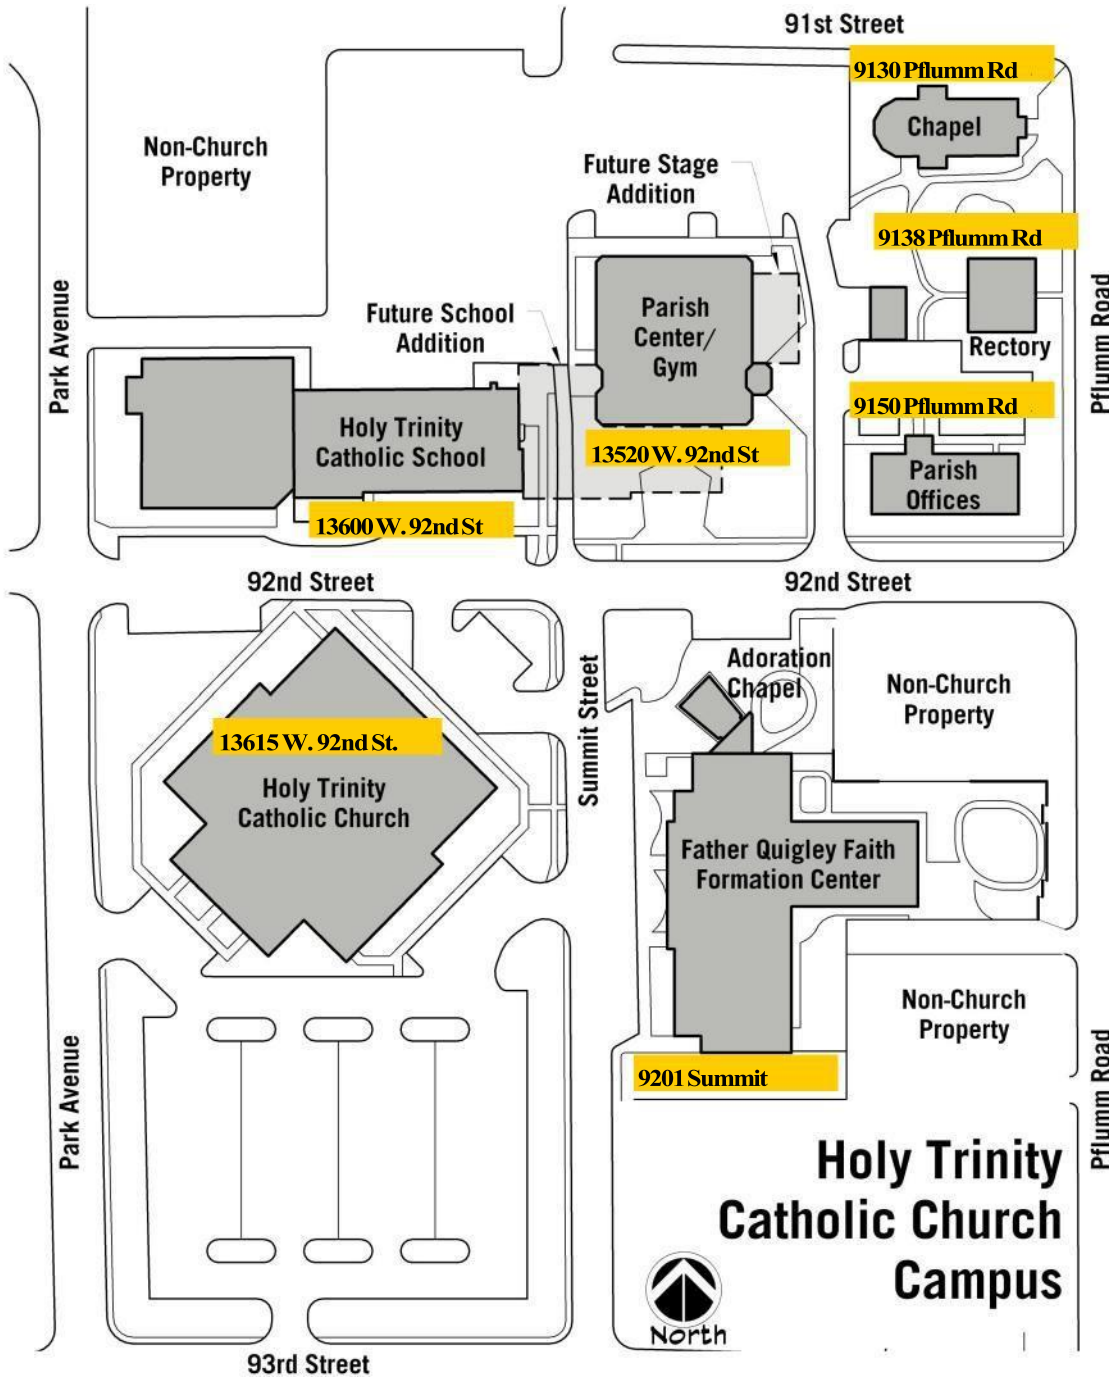 91st Street
9130 Pflumm Rd
Chapel
Non-Church
Property
Future Stage
Addition
9138 Pflumm Rd
Park Avenue
Future School
Addition
Parish
Center/
Gym
Rectory
Pflumm Road
9150 Pflumm Rd
Holy Trinity
Catholic School
13520 W. 92nd St
Parish
Offices
13600 W. 92nd St
92nd Street
92nd Street
Adoration
Chapel
Non-Church
Property
Summit Street
13615 W. 92nd St.
Holy Trinity
Catholic Church
Father Quigley Faith
Formation Center
Non-Church
Property
Park Avenue
9201 Summit
Pflumm Road
Holy Trinity
Catholic Church
Campus
North
93rd Street